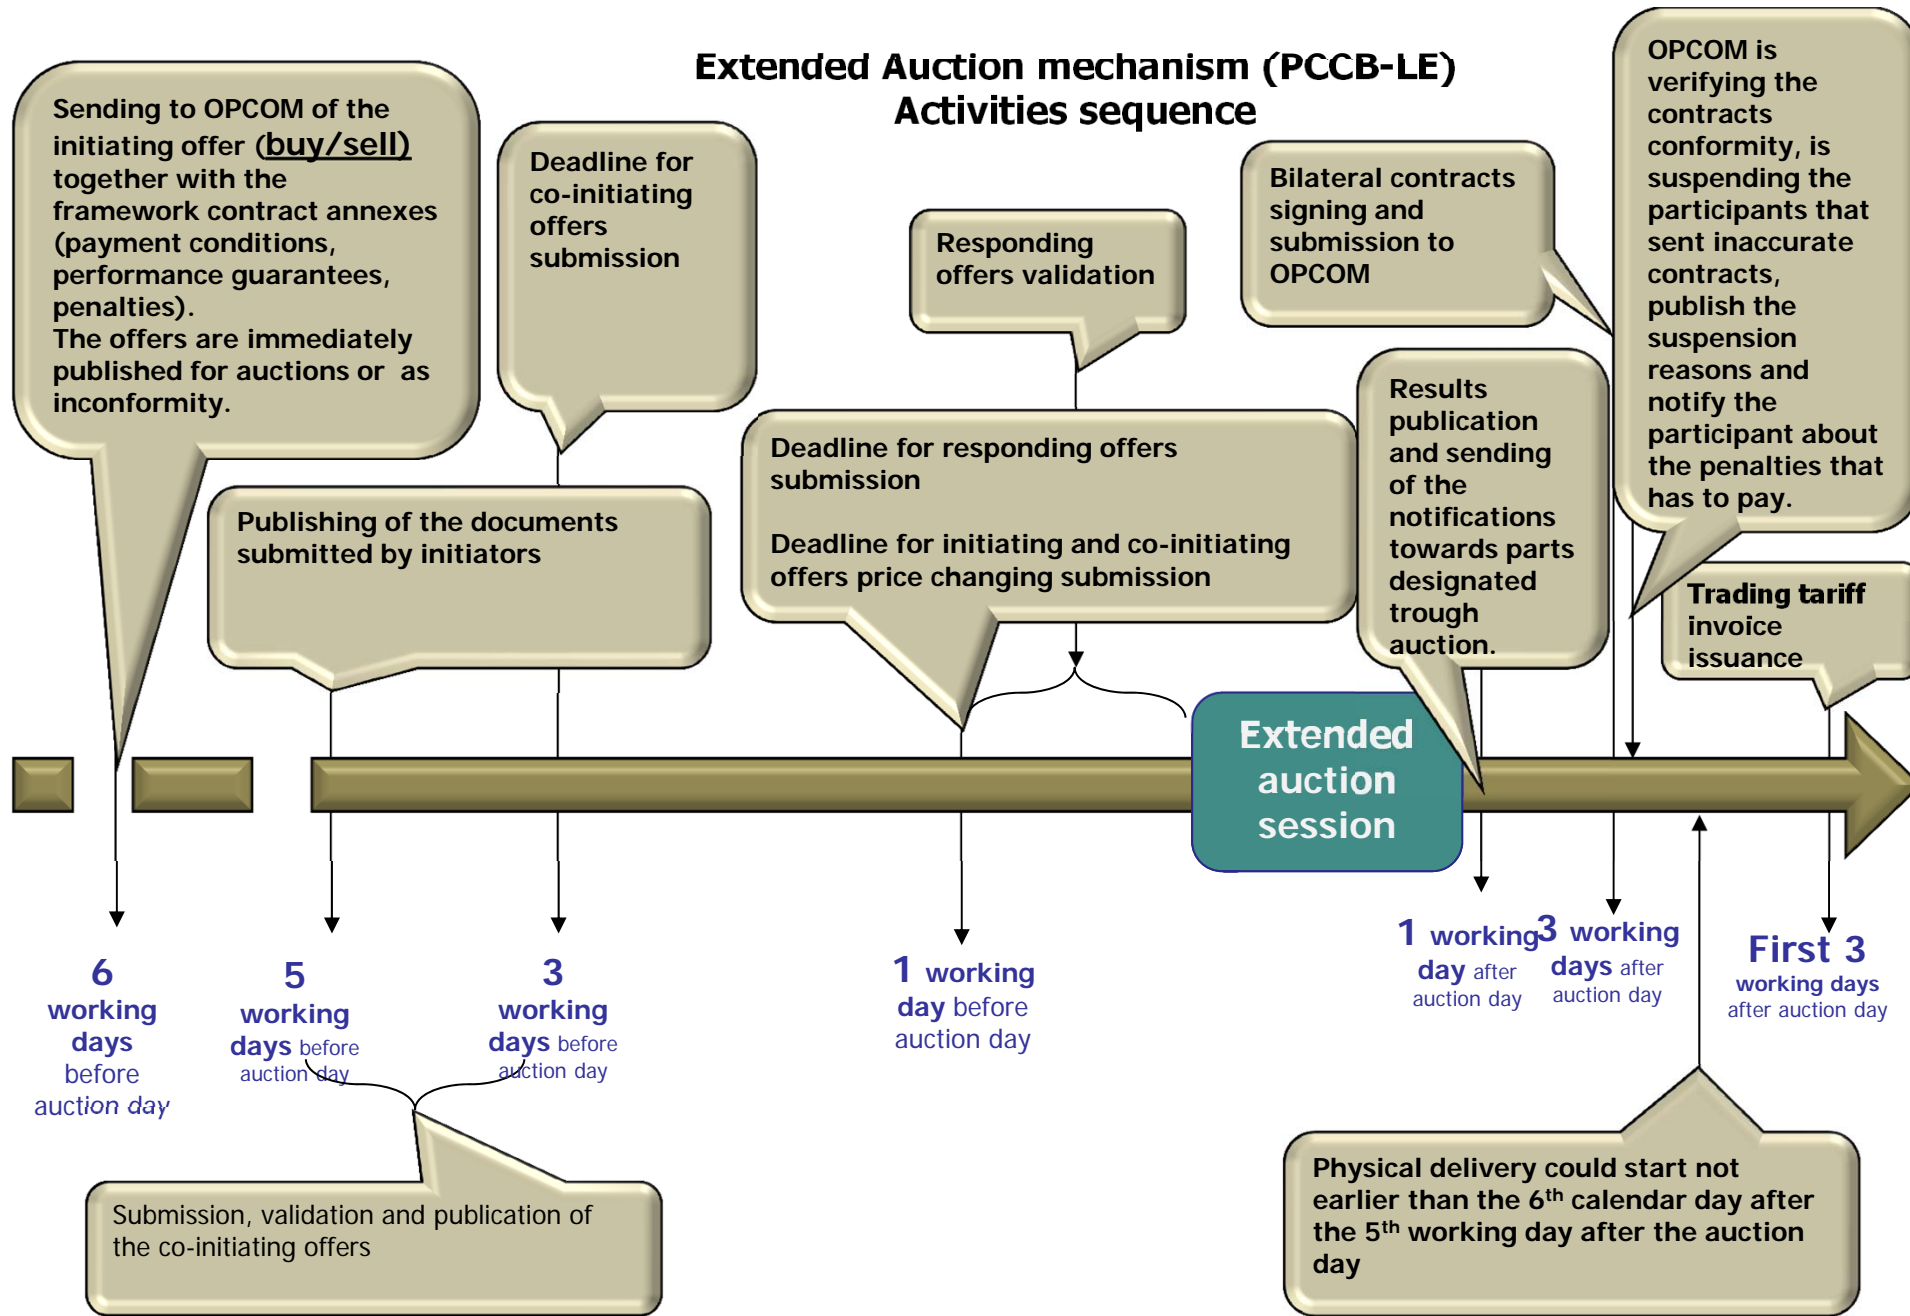 Extended Auction mechanism (PCCB-LE)
Activities sequence
Sending to OPCOM of the
initiating offer (buy/sell)
together with the
framework contract annexes
(payment conditions,
performance guarantees,
penalties).
The offers are immediately
published for auctions or as
inconformity.
Deadline for
co-initiating
offers
submission
Responding
offers validation
Bilateral contracts
signing and
submission to
OPCOM
OPCOM is
verifying the
contracts
conformity, is
suspending the
participants that
sent inaccurate
contracts,
publish the
suspension
reasons and
notify the
participant about
the penalties that
has to pay.
Publishing of the documents
submitted by initiators
Deadline for responding offers
submission
Deadline for initiating and co-initiating
offers price changing submission
Results
publication
and sending
of the
notifications
towards parts
designated
trough
auction.
Trading tariff
invoice
issuance
Extended
auction
session
6
working
days
before
auction day
5
working
days before
auction day
3
working
days before
auction day
1 working
day before
auction day
1 working
day after
auction day
3 working
days after
auction day
First 3
working days
after auction day
Submission, validation and publication of
the co-initiating offers
Physical delivery could start not
earlier than the 6th calendar day after
the 5th working day after the auction
day